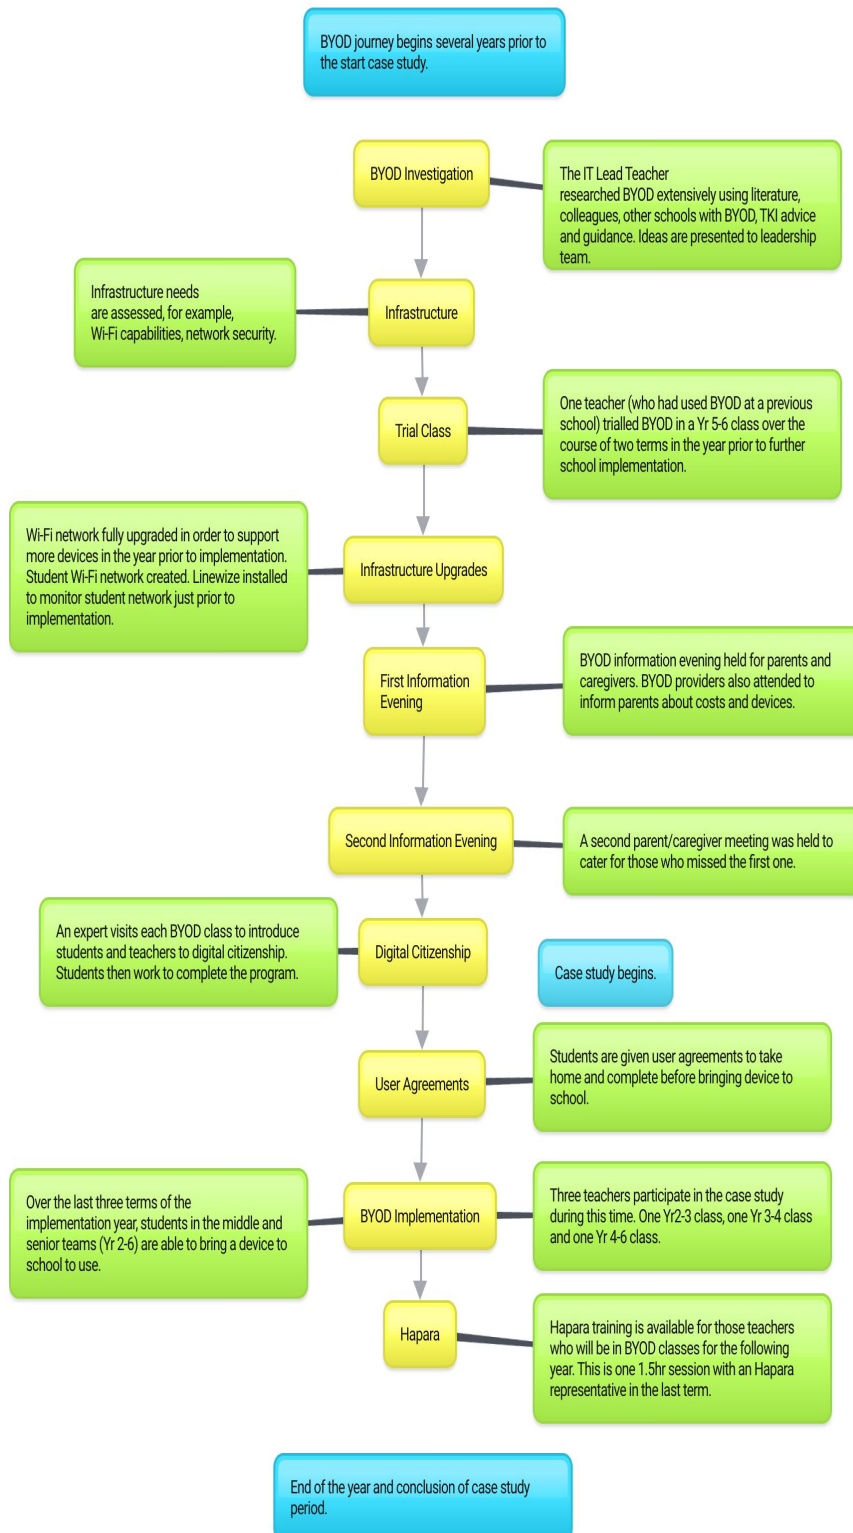 BYOD journey begins several years prior to
the start case study.
BYOD Investigation
The IT Lead Teacher
researched BYOD extensively using literature,
colleagues, other schools with BYOD, TKI advice
and guidance. Ideas are presented to leadership
team.
Infrastructure needs
are assessed, for example,
Wi-Fi capabilities, network security.
Infrastructure
Trial Class
One teacher (who had used BYOD at a previous
school) trialled BYOD in a Yr 5-6 class over the
course of two terms in the year prior to further
school implementation.
Wi-Fi network fully upgraded in order to support
more devices in the year prior to implementation.
Student Wi-Fi network created. Linewize installed
to monitor student network just prior to
implementation.
Infrastructure Upgrades
First Information
Evening
BYOD information evening held for parents and
caregivers. BYOD providers also attended to
inform parents about costs and devices.
Second Information Evening
A second parent/caregiver meeting was held to
cater for those who missed the first one.
An expert visits each BYOD class to introduce
students and teachers to digital citizenship.
Students then work to complete the program.
Digital Citizenship
Case study begins.
User Agreements
Students are given user agreements to take
home and complete before bringing device to
school.
Over the last three terms of the
implementation year, students in the middle and
senior teams (Yr 2-6) are able to bring a device to
school to use.
BYOD Implementation
Three teachers participate in the case study
during this time. One Yr2-3 class, one Yr 3-4 class
and one Yr 4-6 class.
Hapara
Hapara training is available for those teachers
who will be in BYOD classes for the following
year. This is one 1.5hr session with an Hapara
representative in the last term.
End of the year and conclusion of case study
period.